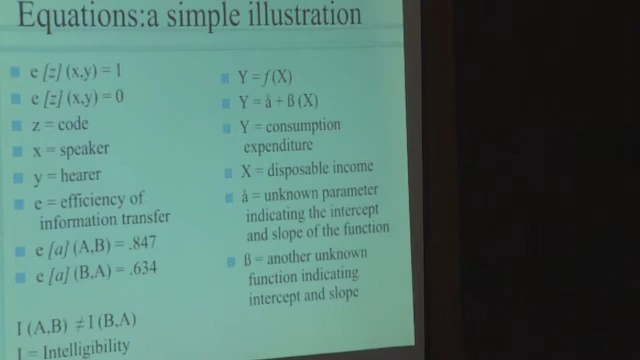 Equations:a simple illustration
e [z] (x,y) = 1
e [z] (x,y) = 0
z = code
x = speaker
y = hearer
e = efficiency of
information transfer
e [a] (A,B) = .847
e [a] (B,A) = .634
I (A,B) ≠ I (B,A)
I = Intelligibility
Y = f (X)
Y = å + ß (X)
Y = consumption
expenditure
X = disposable income
å = unknown parameter
indicating the intercept
and slope of the function
ß = another unknown
function indicating
intercept and slope